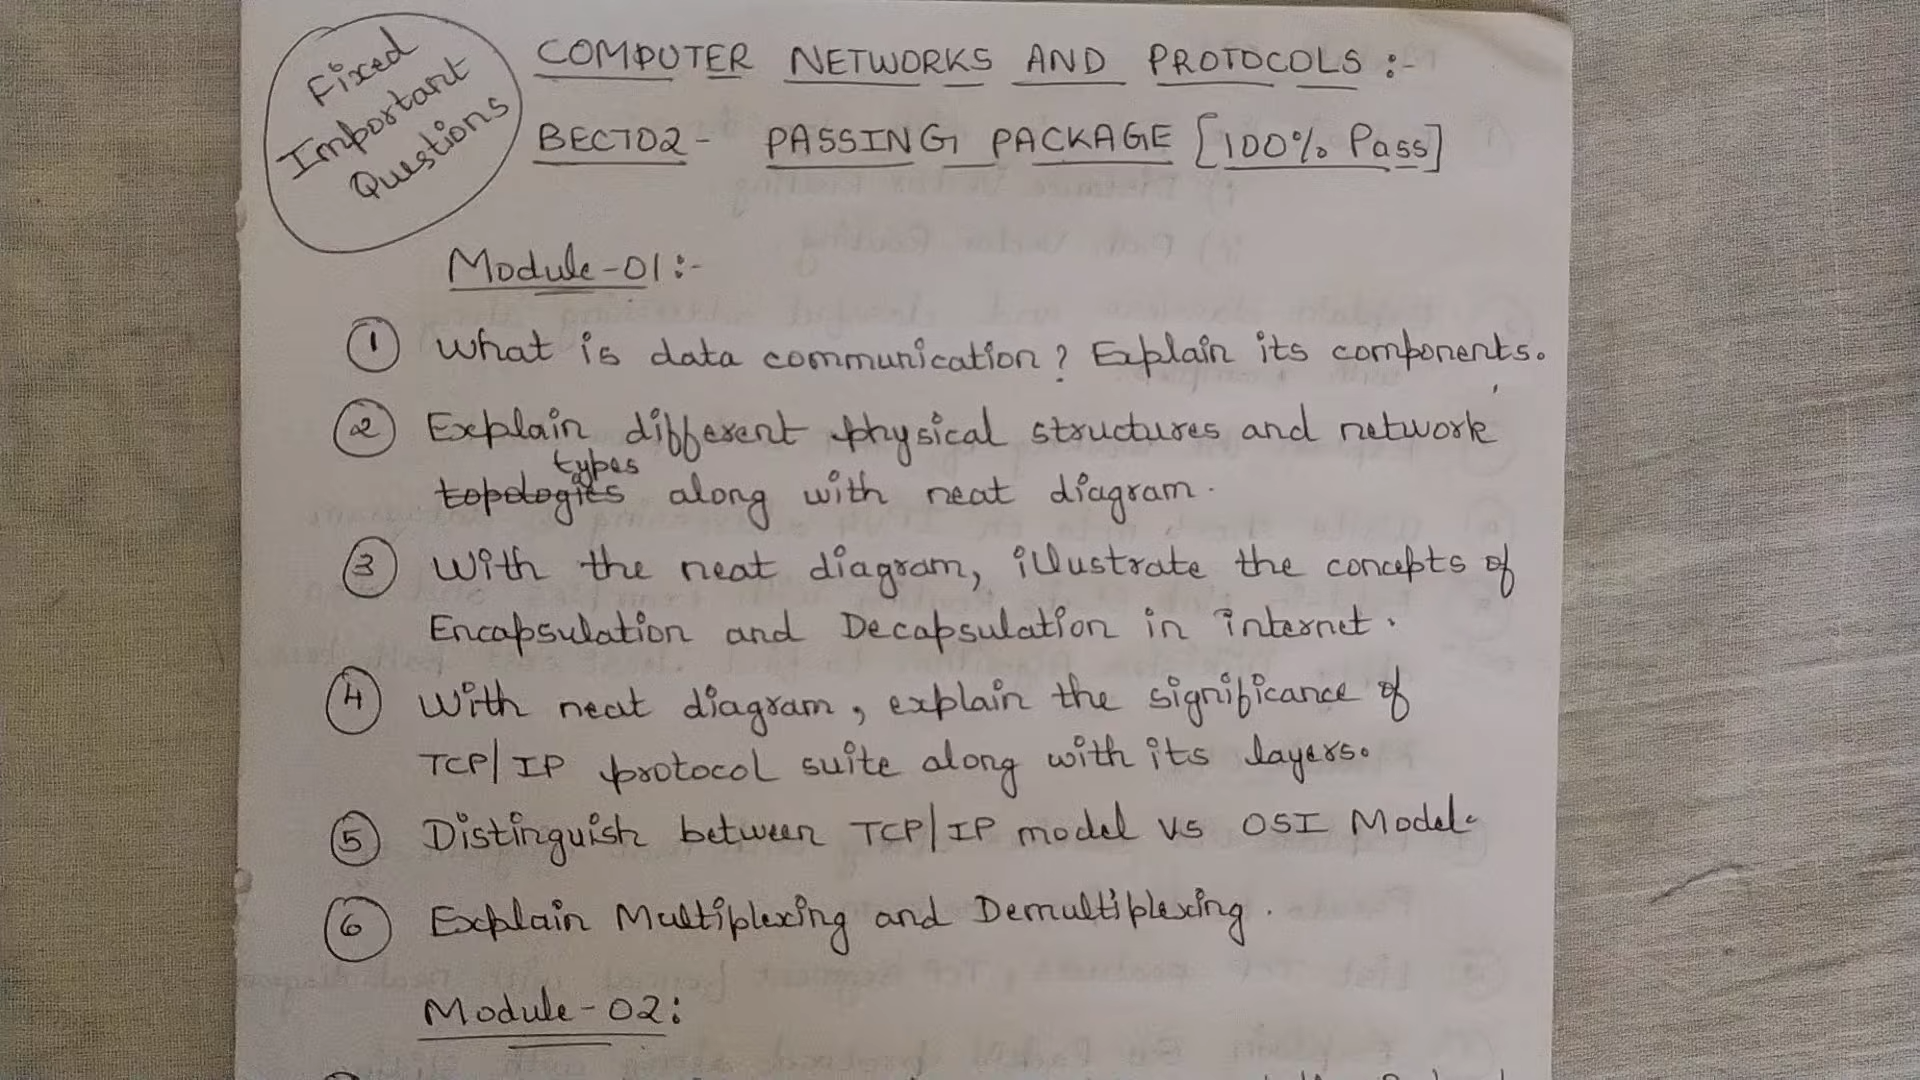 Fixed
Important
Questions
COMPUTER NETWORKS AND PROTOCOLS :-
BEC702 - PASSING PACKAGE [100% Pass]
Module-01:-
① What is data communication? Explain its components.
② Explain different physical structures and network
types
topologies along with neat diagram.
③ With the neat diagram, illustrate the concepts of
Encapsulation and Decapsulation in internet.
④ With neat diagram, explain the significance of
TCP/IP protocol suite along with its layers.
⑤ Distinguish between TCP/IP model vs OSI Model.
⑥ Explain Multiplexing and Demultiplexing.
Module-02: